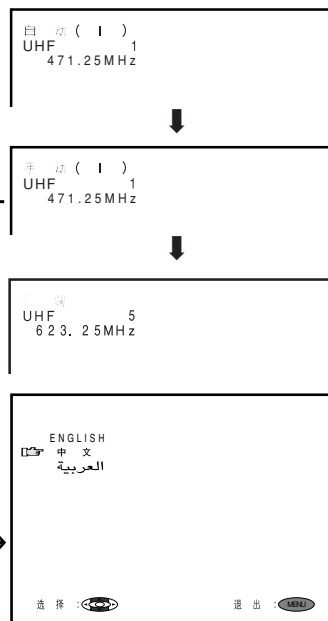 自 动 ( I )
UHF 1
471.25MHz
手 动 ( I )
UHF 1
471.25MHz
UHF 5
623.25MHz
ENGLISH
中 文
العربية
选 择 :
退 出 : MENU